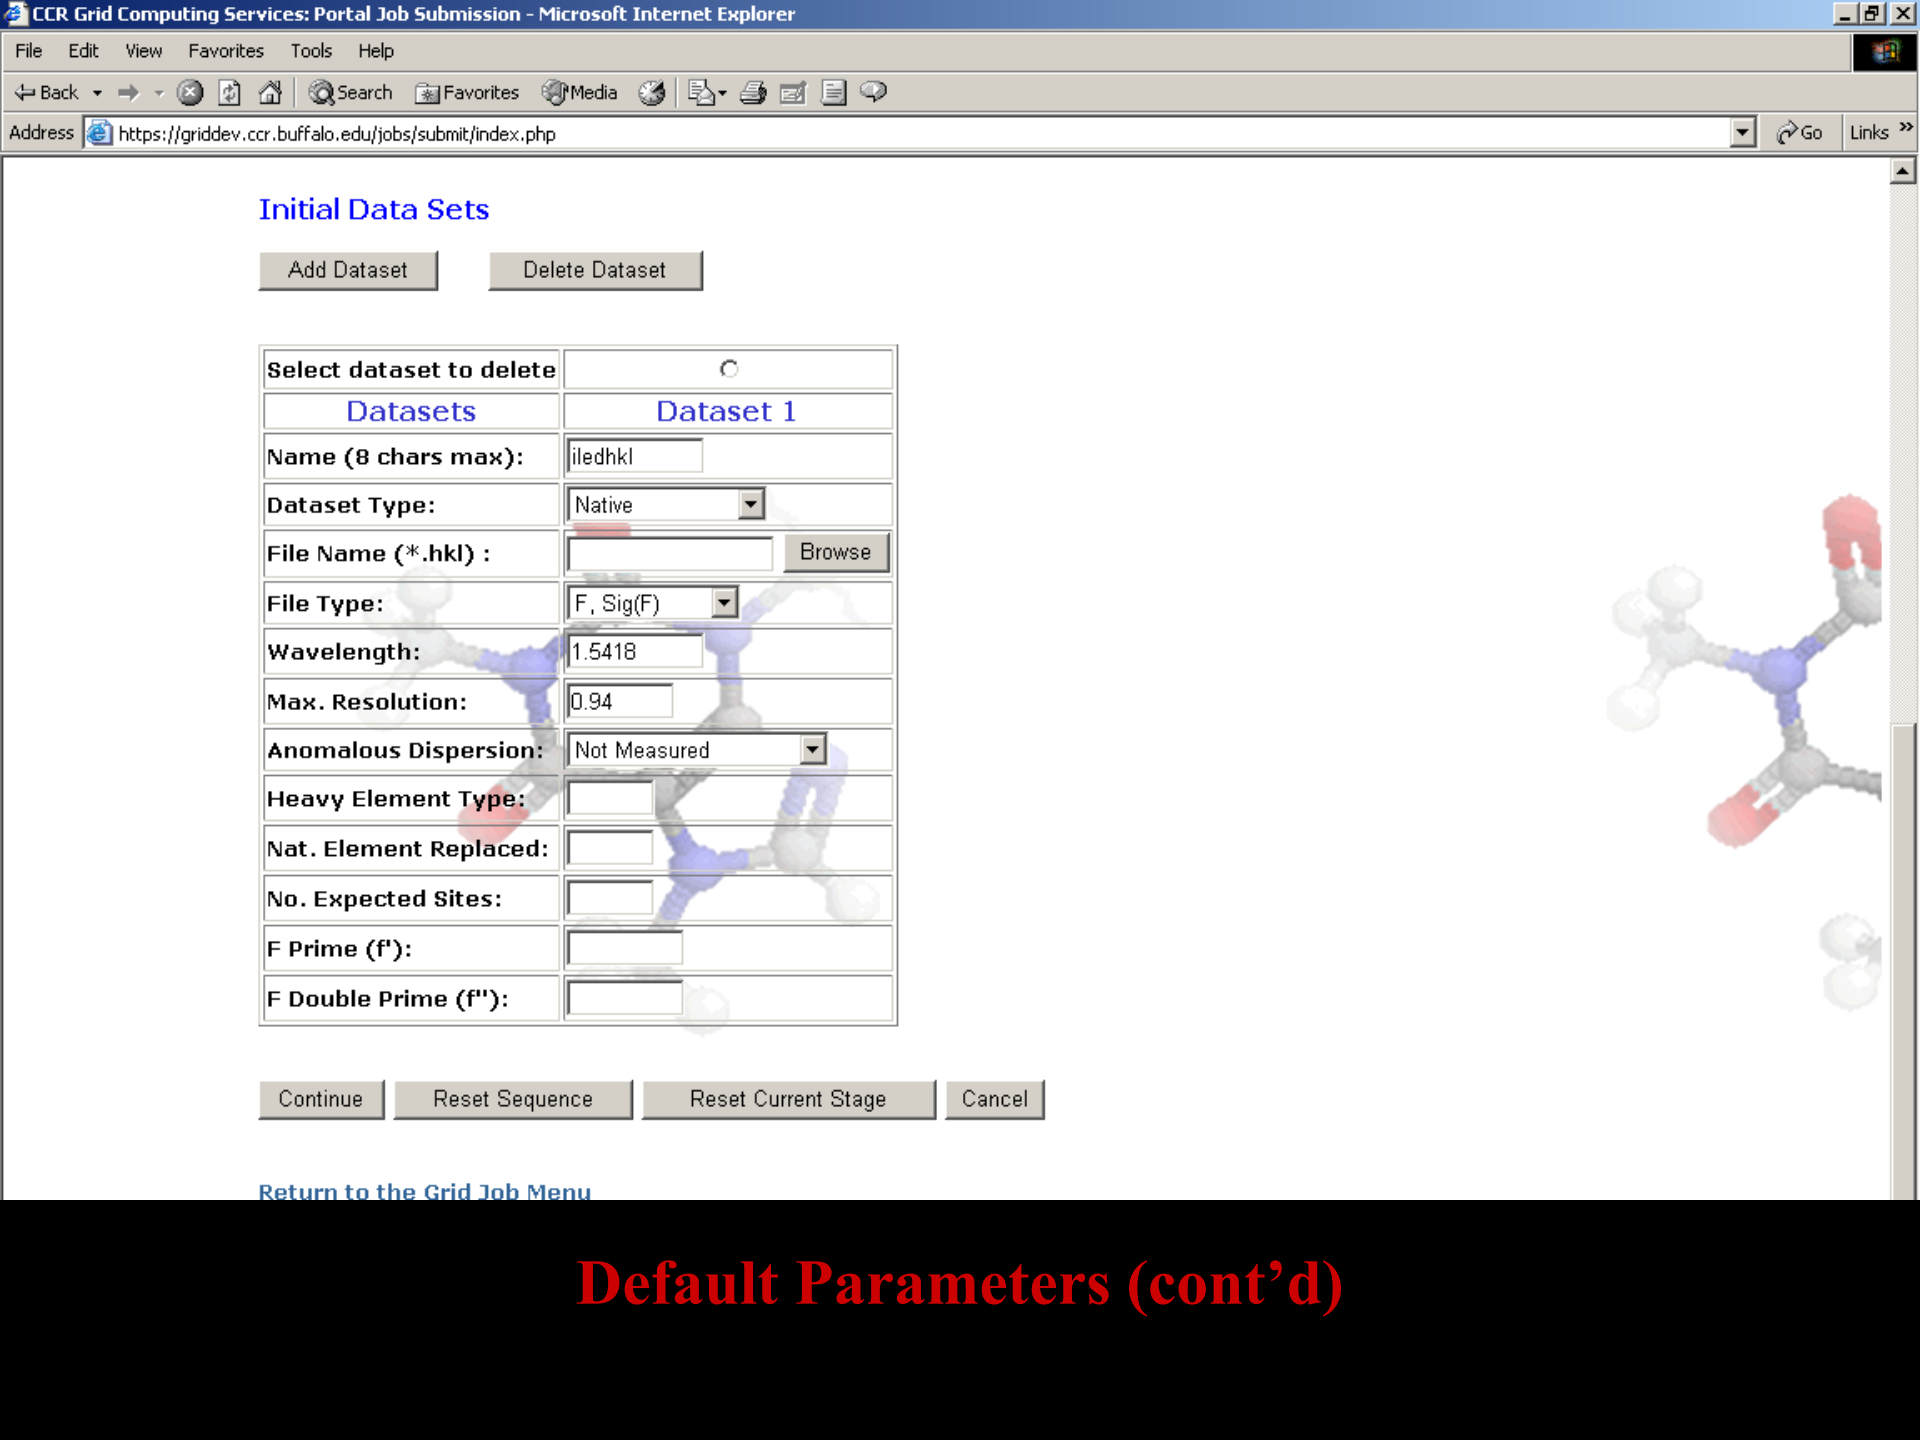 CCR Grid Computing Services: Portal Job Submission - Microsoft Internet Explorer
File Edit View Favorites Tools Help
Back Search Favorites Media
Address https://griddev.ccr.buffalo.edu/jobs/submit/index.php Go Links »
Initial Data Sets
Add Dataset Delete Dataset
Select dataset to delete
Datasets Dataset 1
Name (8 chars max): iledhkl
Dataset Type: Native
File Name (*.hkl) : Browse
File Type: F, Sig(F)
Wavelength: 1.5418
Max. Resolution: 0.94
Anomalous Dispersion: Not Measured
Heavy Element Type:
Nat. Element Replaced:
No. Expected Sites:
F Prime (f'):
F Double Prime (f''):
Continue Reset Sequence Reset Current Stage Cancel
Return to the Grid Job Menu
Default Parameters (cont’d)